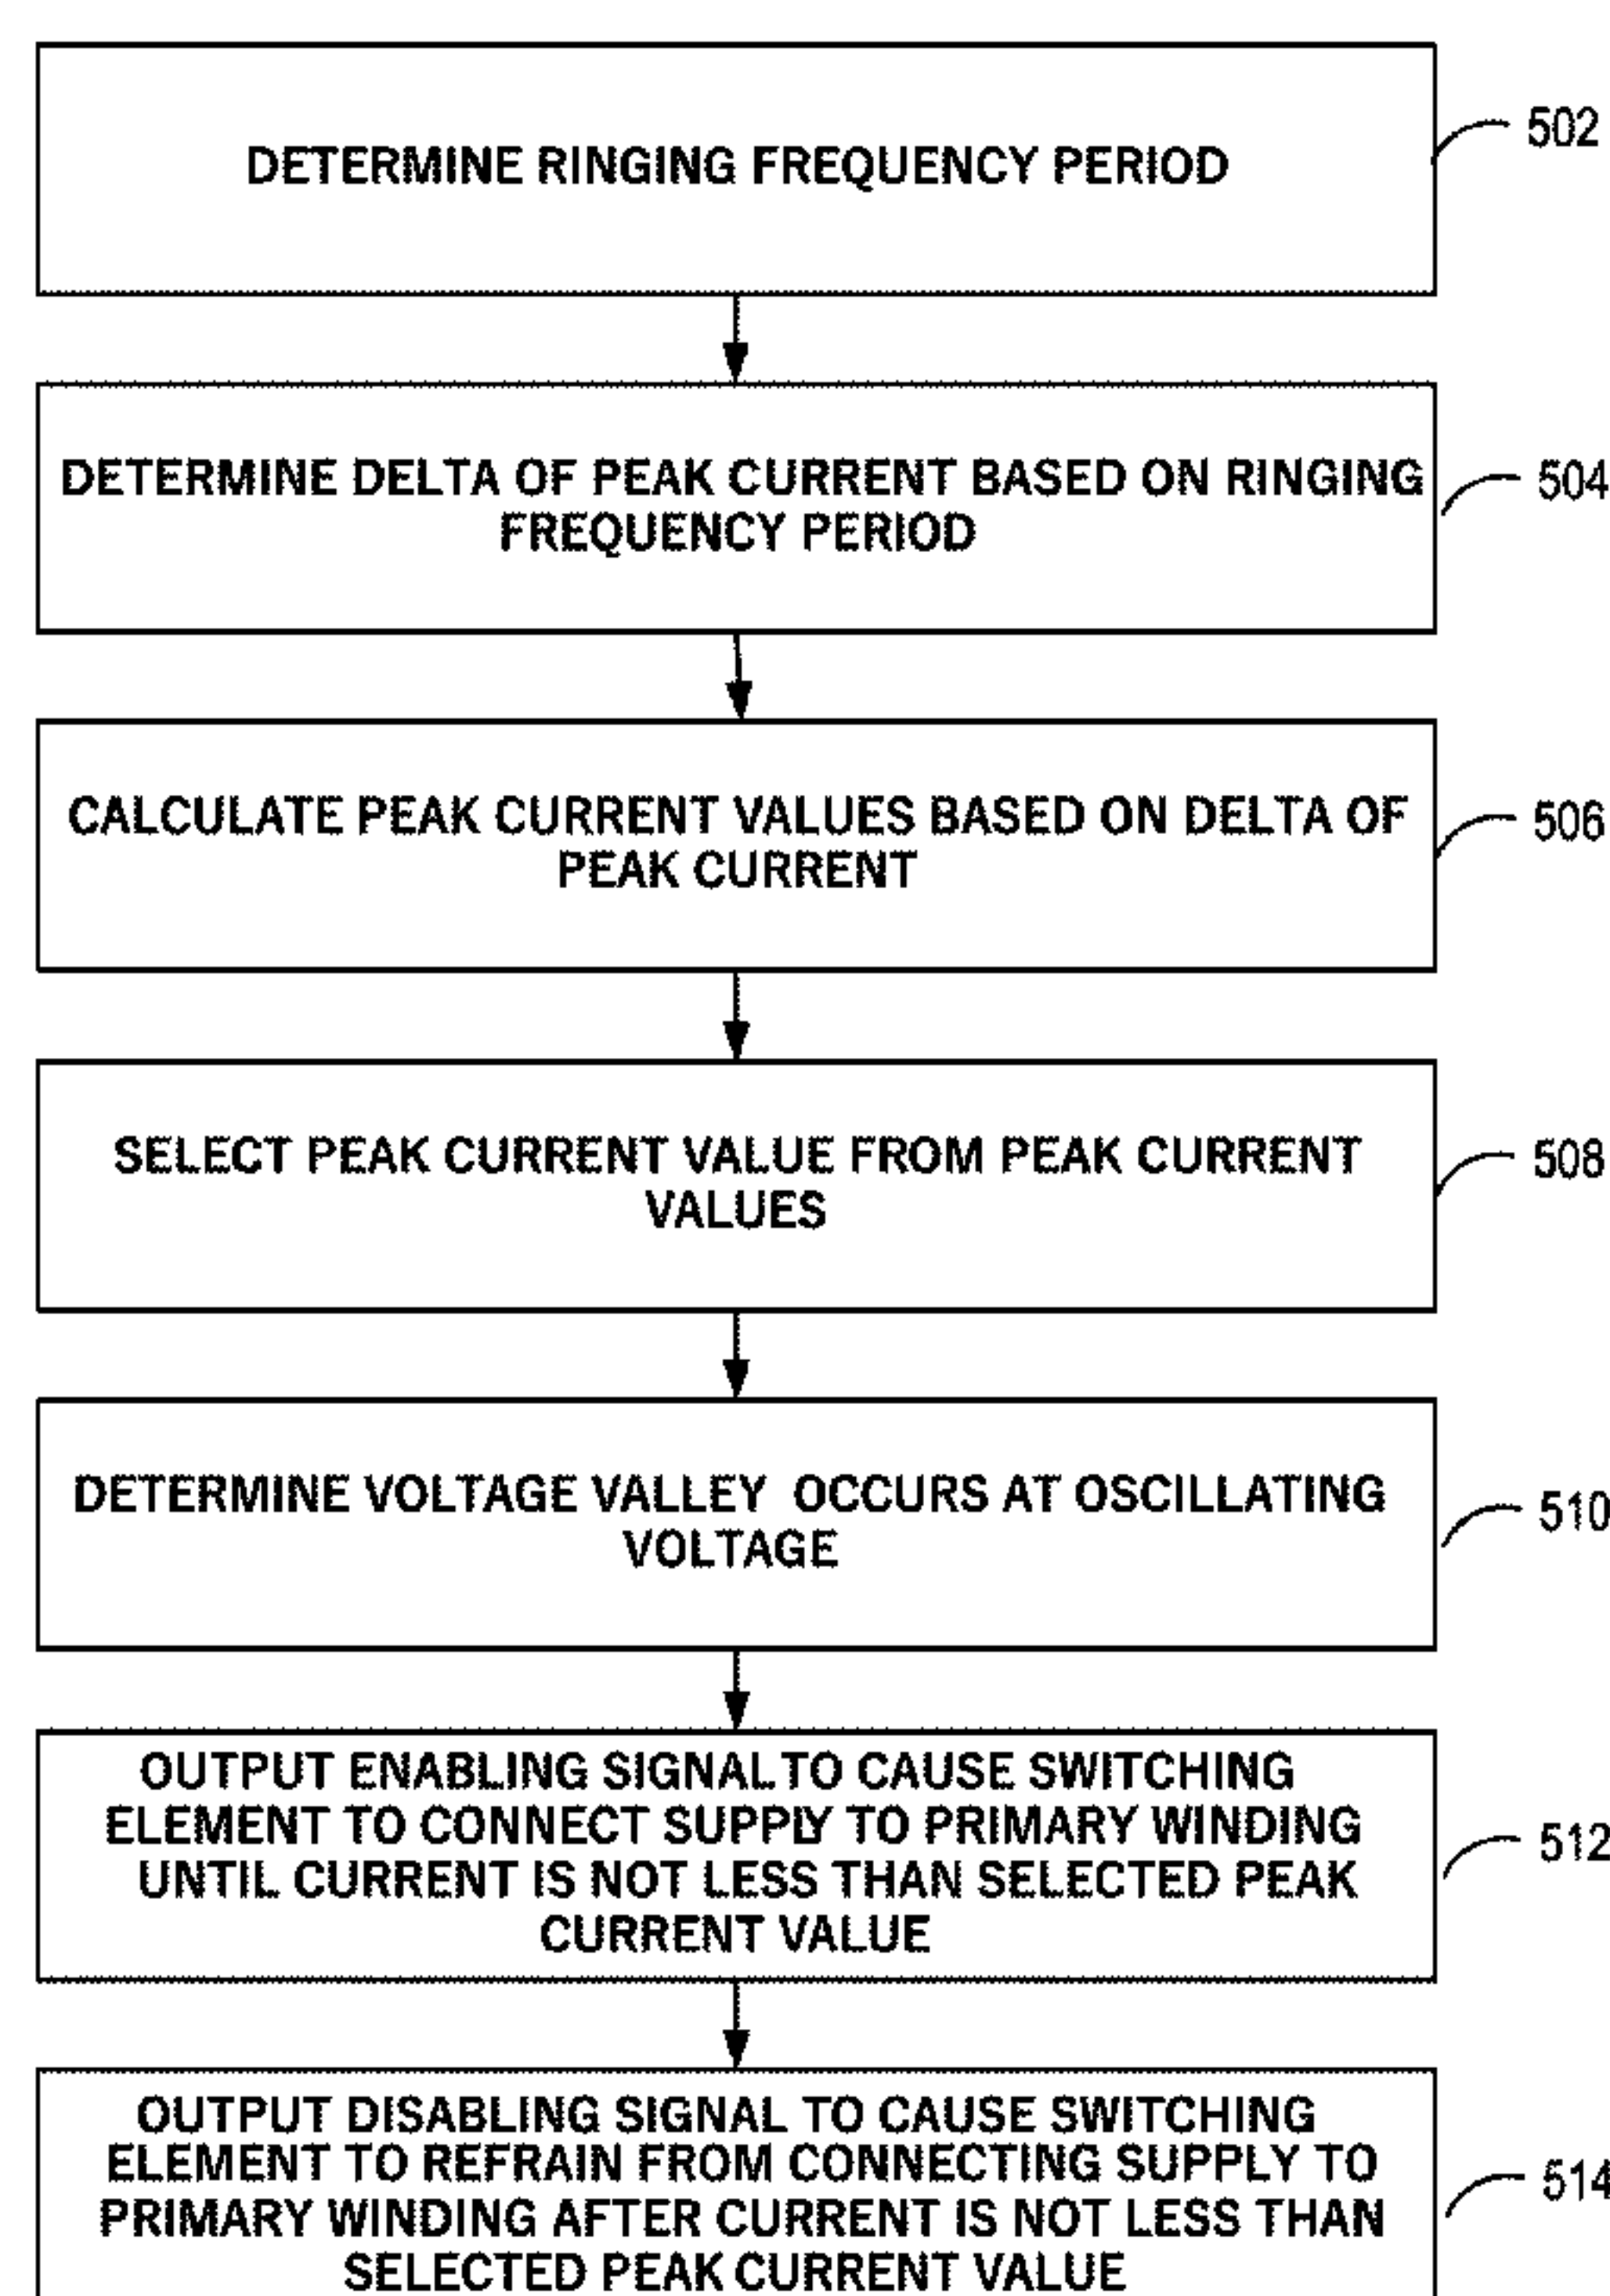 DETERMINE RINGING FREQUENCY PERIOD
502
DETERMINE DELTA OF PEAK CURRENT BASED ON RINGING
FREQUENCY PERIOD
504
CALCULATE PEAK CURRENT VALUES BASED ON DELTA OF
PEAK CURRENT
506
SELECT PEAK CURRENT VALUE FROM PEAK CURRENT
VALUES
508
DETERMINE VOLTAGE VALLEY OCCURS AT OSCILLATING
VOLTAGE
510
OUTPUT ENABLING SIGNAL TO CAUSE SWITCHING
ELEMENT TO CONNECT SUPPLY TO PRIMARY WINDING
UNTIL CURRENT IS NOT LESS THAN SELECTED PEAK
CURRENT VALUE
512
OUTPUT DISABLING SIGNAL TO CAUSE SWITCHING
ELEMENT TO REFRAIN FROM CONNECTING SUPPLY TO
PRIMARY WINDING AFTER CURRENT IS NOT LESS THAN
SELECTED PEAK CURRENT VALUE
514